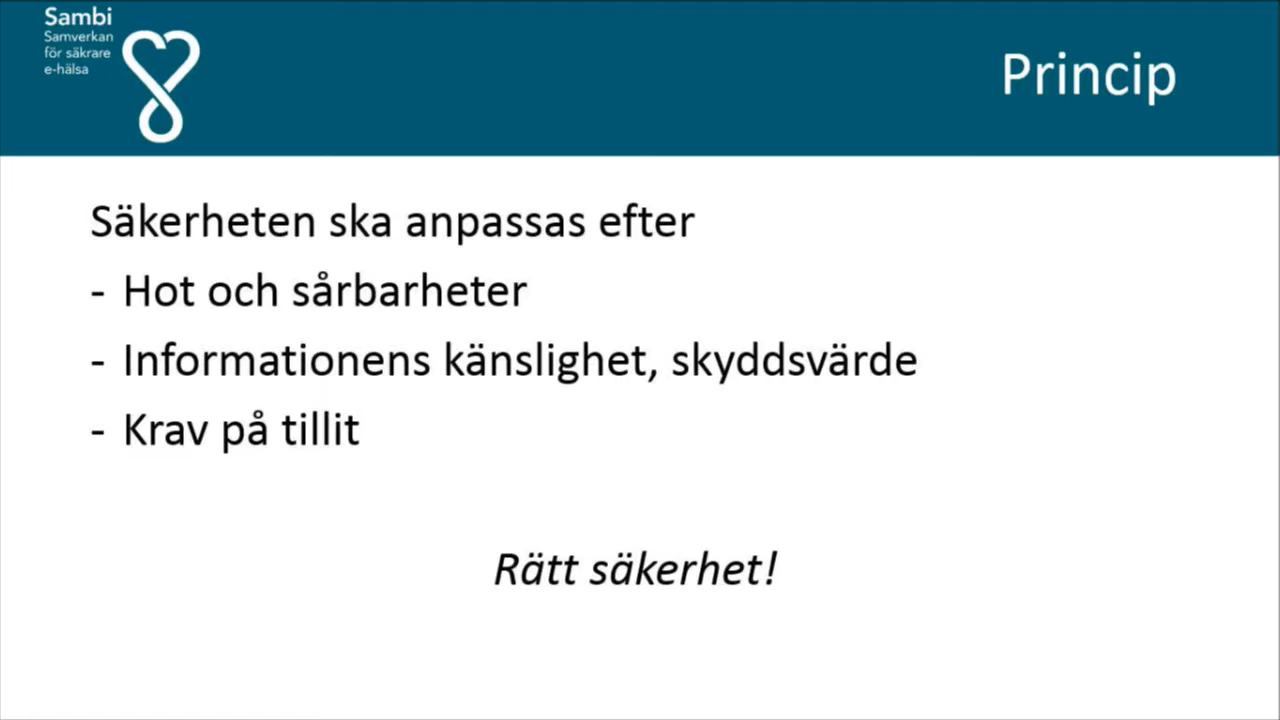 Sambi
Samverkan
för säkrare
e-hälsa
Princip
Säkerheten ska anpassas efter
- Hot och sårbarheter
- Informationens känslighet, skyddsvärde
- Krav på tillit
Rätt säkerhet!